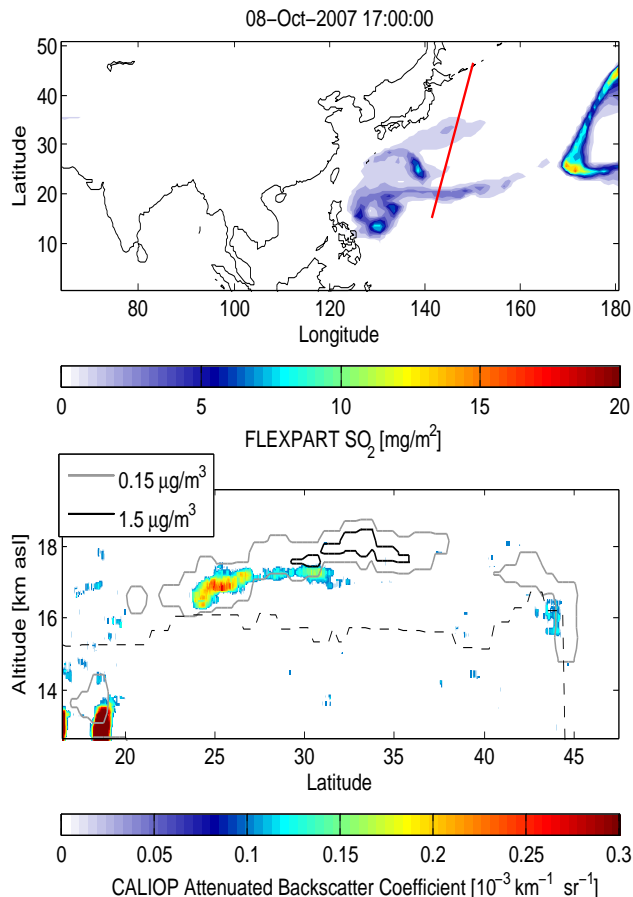 08−Oct−2007 17:00:00
50
40
30
20
10
Latitude
80 100 120 140 160 180
Longitude
0 5 10 15 20
FLEXPART SO2 [mg/m²]
0.15 µg/m³
1.5 µg/m³
18
16
14
Altitude [km asl]
20 25 30 35 40 45
Latitude
0 0.05 0.1 0.15 0.2 0.25 0.3
CALIOP Attenuated Backscatter Coefficient [10⁻³ km⁻¹ sr⁻¹]